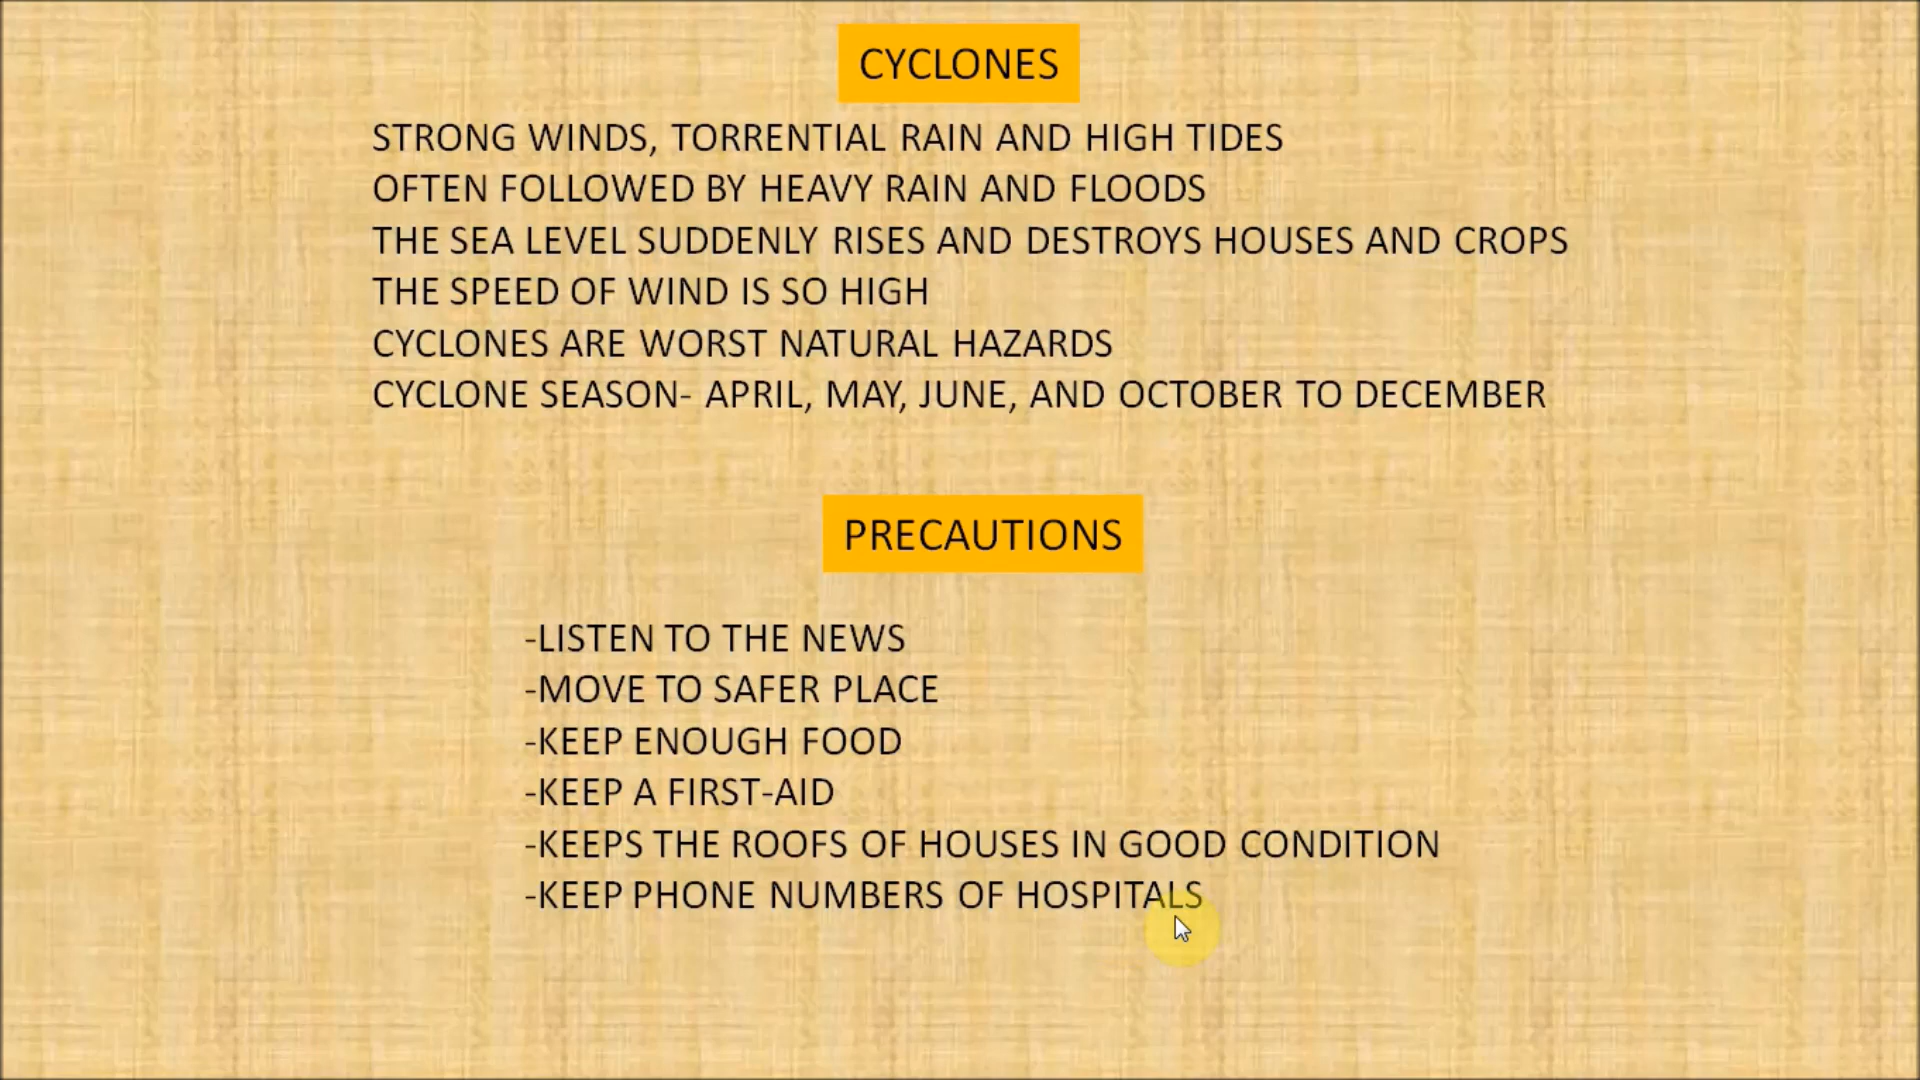 CYCLONES
STRONG WINDS, TORRENTIAL RAIN AND HIGH TIDES
OFTEN FOLLOWED BY HEAVY RAIN AND FLOODS
THE SEA LEVEL SUDDENLY RISES AND DESTROYS HOUSES AND CROPS
THE SPEED OF WIND IS SO HIGH
CYCLONES ARE WORST NATURAL HAZARDS
CYCLONE SEASON- APRIL, MAY, JUNE, AND OCTOBER TO DECEMBER
PRECAUTIONS
-LISTEN TO THE NEWS
-MOVE TO SAFER PLACE
-KEEP ENOUGH FOOD
-KEEP A FIRST-AID
-KEEPS THE ROOFS OF HOUSES IN GOOD CONDITION
-KEEP PHONE NUMBERS OF HOSPITALS